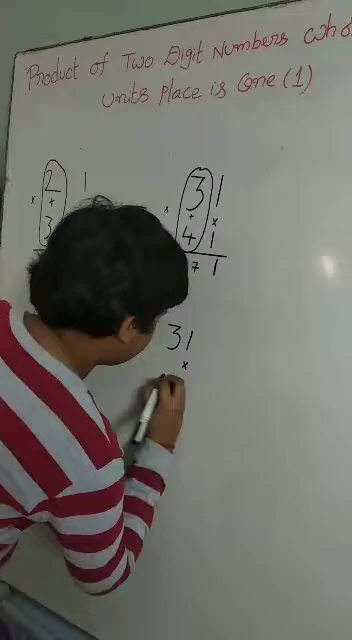 Product of Two Digit Numbers
units place is one (1)
2 1
× +
3
3 1
× + ×
4 1
7 1
31
×